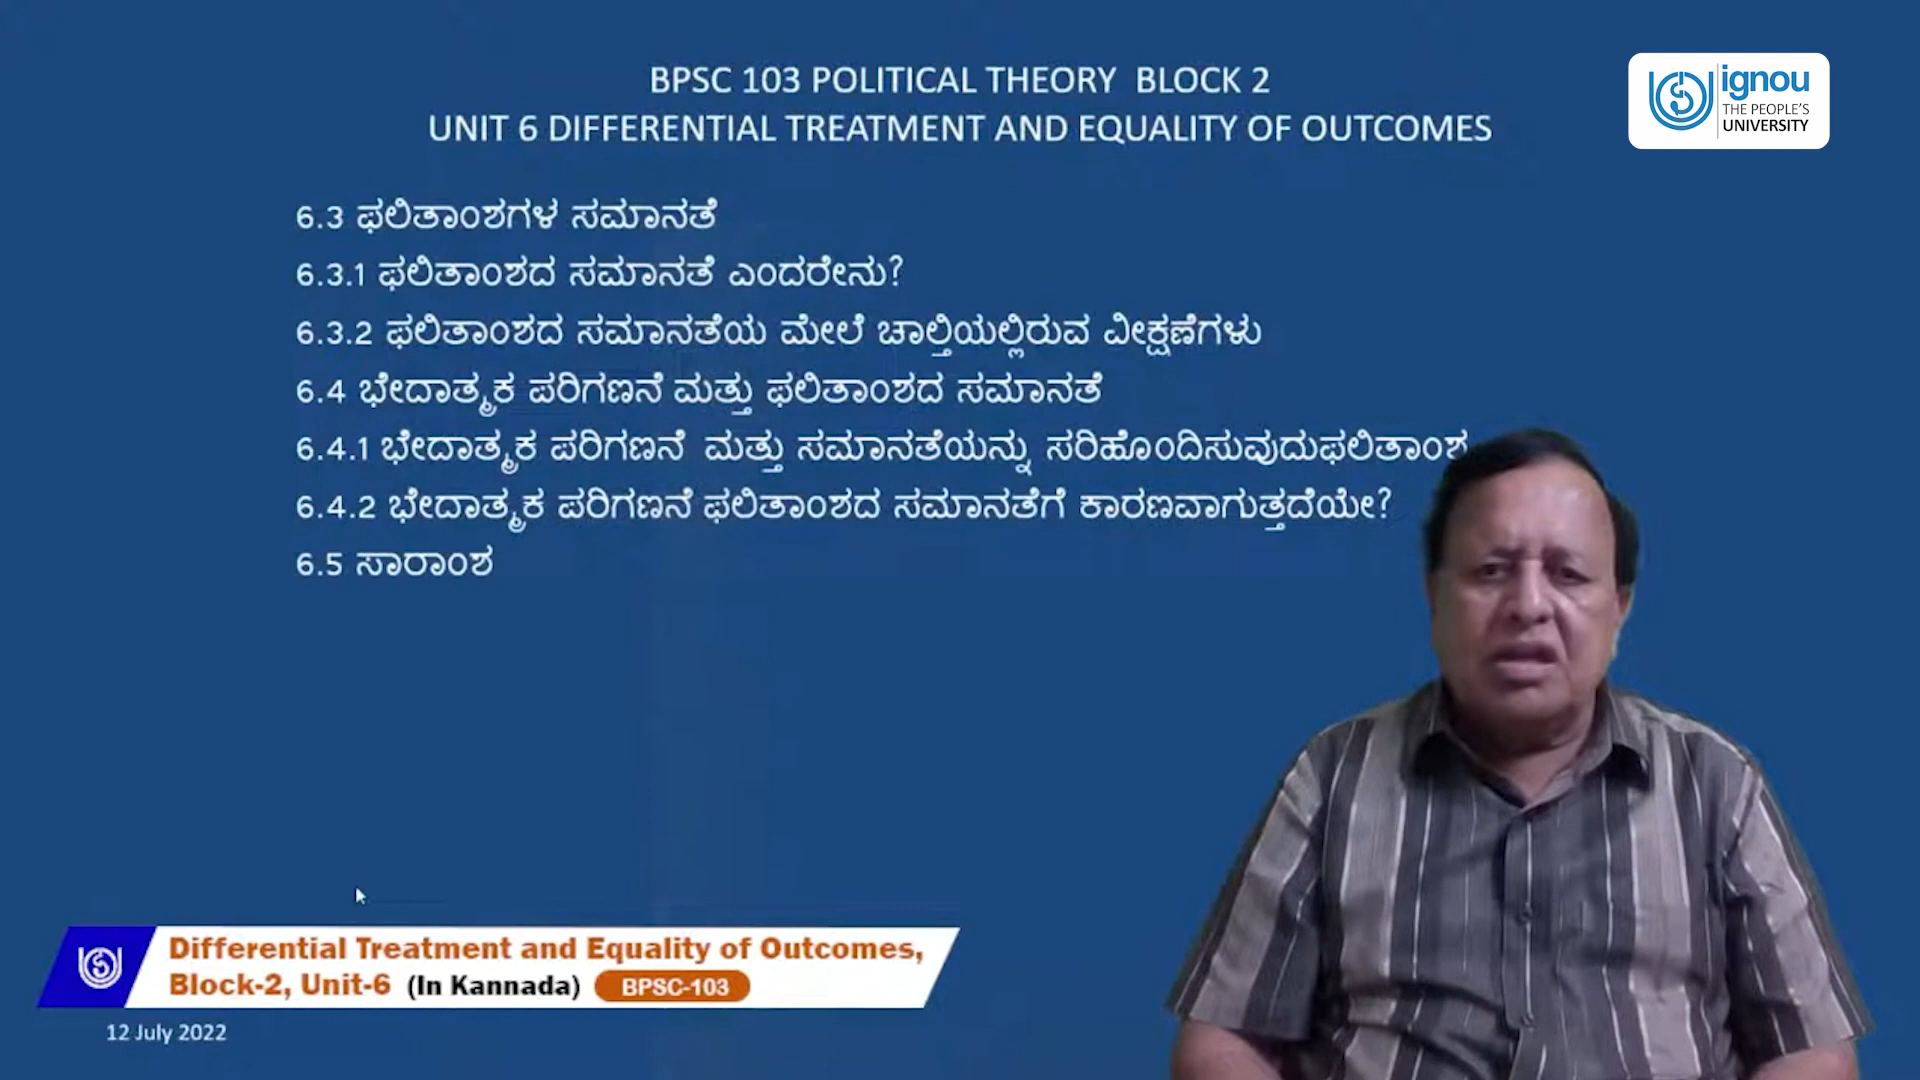 BPSC 103 POLITICAL THEORY BLOCK 2
UNIT 6 DIFFERENTIAL TREATMENT AND EQUALITY OF OUTCOMES
ignou
THE PEOPLE'S
UNIVERSITY
6.3 ಫಲಿತಾಂಶಗಳ ಸಮಾನತೆ
6.3.1 ಫಲಿತಾಂಶದ ಸಮಾನತೆ ಎಂದರೇನು?
6.3.2 ಫಲಿತಾಂಶದ ಸಮಾನತೆಯ ಮೇಲೆ ಚಾಲ್ತಿಯಲ್ಲಿರುವ ವೀಕ್ಷಣೆಗಳು
6.4 ಭೇದಾತ್ಮಕ ಪರಿಗಣನೆ ಮತ್ತು ಫಲಿತಾಂಶದ ಸಮಾನತೆ
6.4.1 ಭೇದಾತ್ಮಕ ಪರಿಗಣನೆ ಮತ್ತು ಸಮಾನತೆಯನ್ನು ಸರಿಹೊಂದಿಸುವುದುಫಲಿತಾಂಶ
6.4.2 ಭೇದಾತ್ಮಕ ಪರಿಗಣನೆ ಫಲಿತಾಂಶದ ಸಮಾನತೆಗೆ ಕಾರಣವಾಗುತ್ತದೆಯೇ?
6.5 ಸಾರಾಂಶ
Differential Treatment and Equality of Outcomes,
Block-2, Unit-6 (In Kannada) BPSC-103
12 July 2022